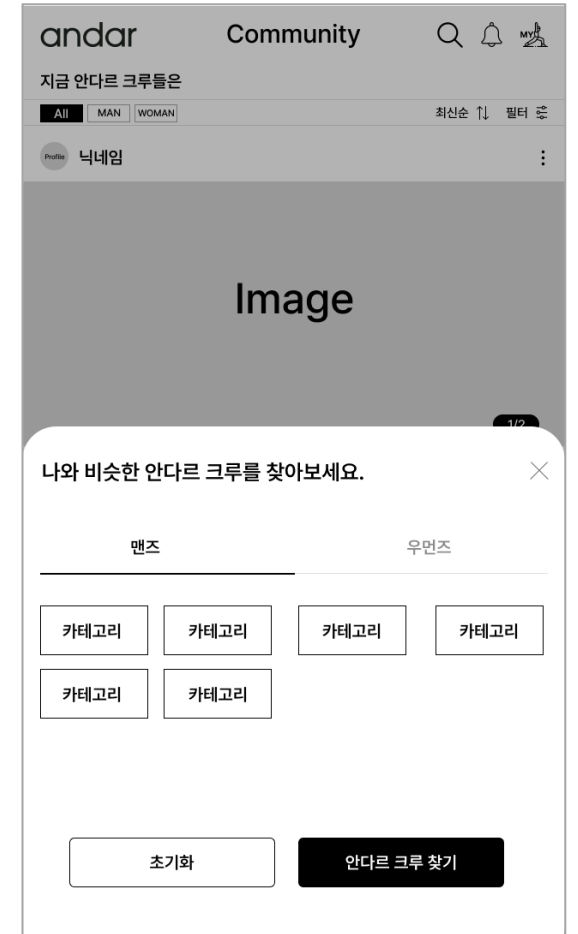 andar Community MY
지금 안다르 크루들은
All MAN WOMAN 최신순 필터
Profile 닉네임
Image
1/2
나와 비슷한 안다르 크루를 찾아보세요.
맨즈 우먼즈
카테고리 카테고리 카테고리 카테고리
카테고리 카테고리
초기화 안다르 크루 찾기